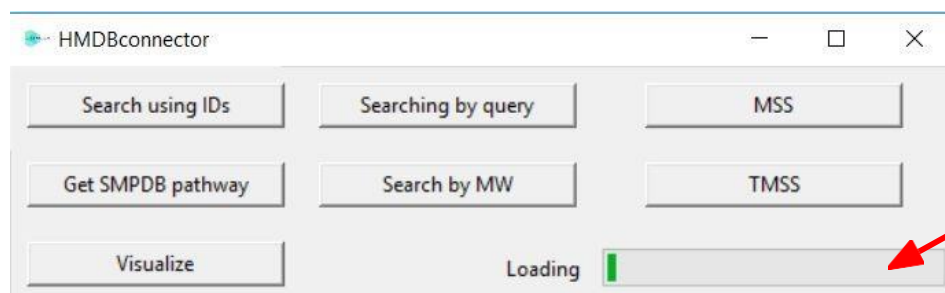 HMDBconnector
Search using IDs Searching by query MSS
Get SMPDB pathway Search by MW TMSS
Visualize Loading